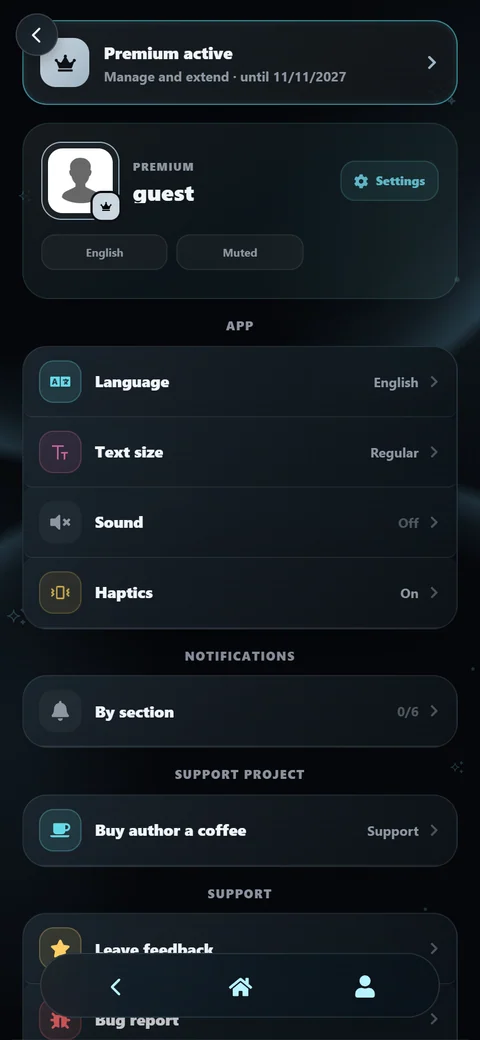 Premium active
Manage and extend · until 11/11/2027
PREMIUM
guest
Settings
English
Muted
APP
Language
English
Text size
Regular
Sound
Off
Haptics
On
NOTIFICATIONS
By section
0/6
SUPPORT PROJECT
Buy author a coffee
Support
SUPPORT
Leave feedback
Bug report